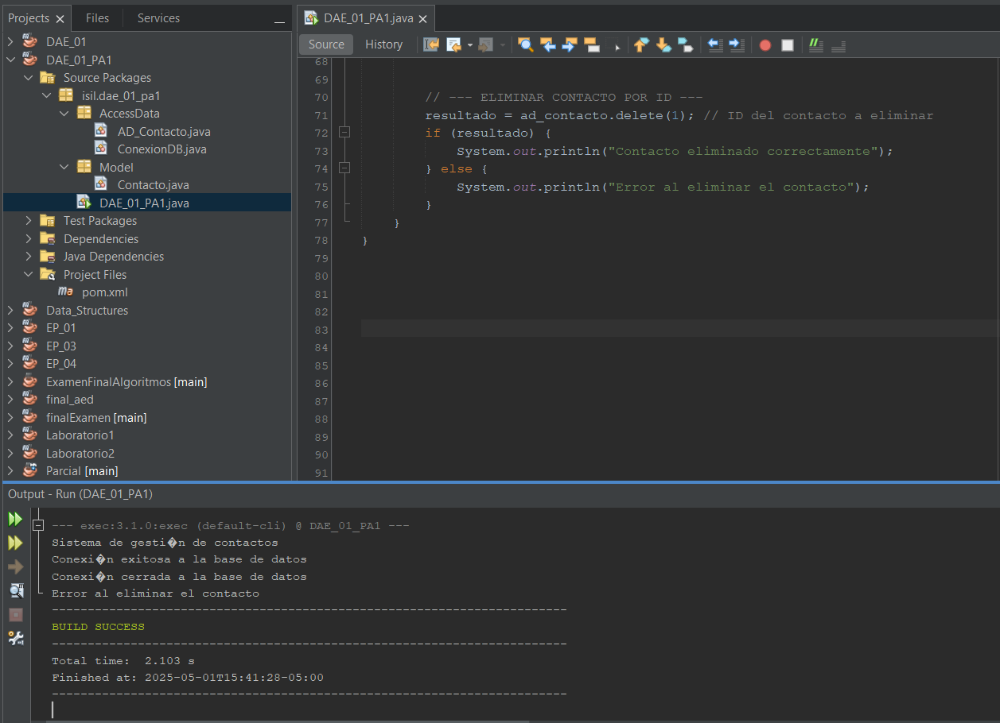 Projects
Files
Services
DAE_01
DAE_01_PA1
Source Packages
isil.dae_01_pa1
AccessData
AD_Contacto.java
ConexionDB.java
Model
Contacto.java
DAE_01_PA1.java
Test Packages
Dependencies
Java Dependencies
Project Files
pom.xml
Data_Structures
EP_01
EP_03
EP_04
ExamenFinalAlgoritmos [main]
final_aed
finalExamen [main]
Laboratorio1
Laboratorio2
Parcial [main]
DAE_01_PA1.java
Source History
68
69
70 // --- ELIMINAR CONTACTO POR ID ---
71 resultado = ad_contacto.delete(1); // ID del contacto a eliminar
72 if (resultado) {
73 System.out.println("Contacto eliminado correctamente");
74 } else {
75 System.out.println("Error al eliminar el contacto");
76 }
77 }
78 }
79
80
81
82
83
84
85
86
87
88
89
90
91
Output - Run (DAE_01_PA1)
--- exec:3.1.0:exec (default-cli) @ DAE_01_PA1 ---
Sistema de gesti�n de contactos
Conexi�n exitosa a la base de datos
Conexi�n cerrada a la base de datos
Error al eliminar el contacto
------------------------------------------------------------------------
BUILD SUCCESS
------------------------------------------------------------------------
Total time:  2.103 s
Finished at: 2025-05-01T15:41:28-05:00
------------------------------------------------------------------------